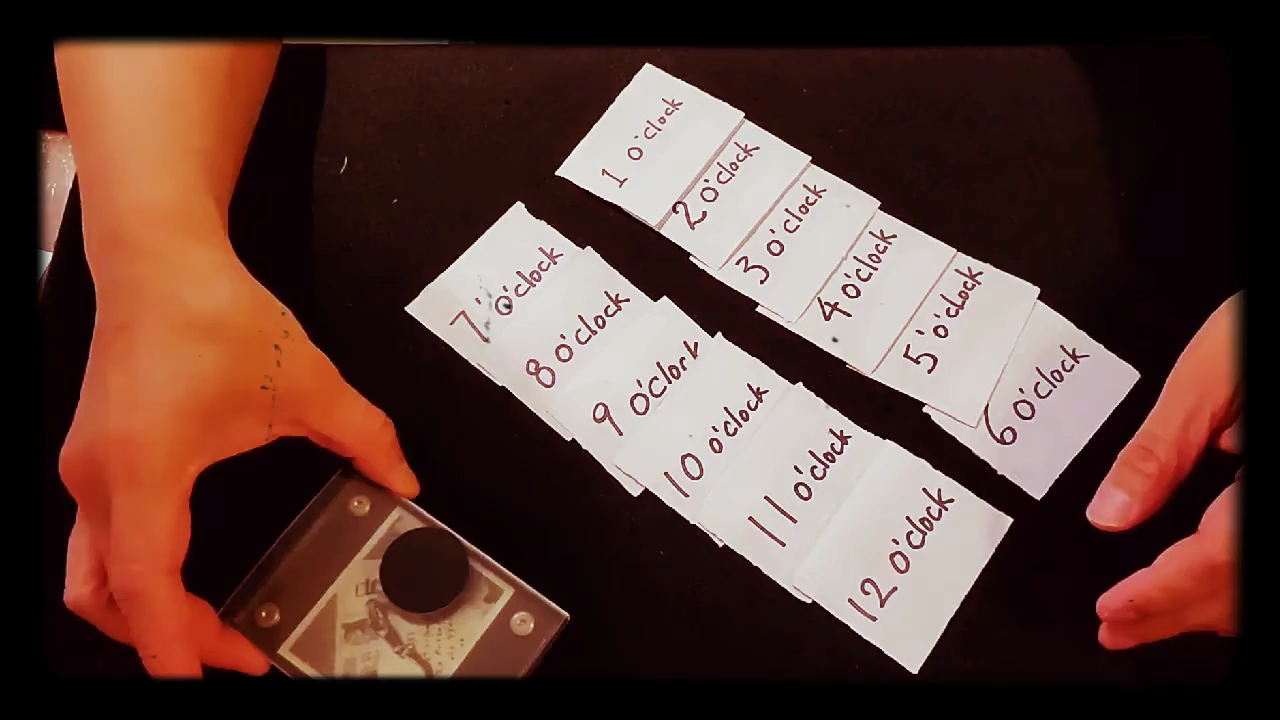 1 o'clock
2 o'clock
3 o'clock
4 o'clock
5 o'clock
6 o'clock
7 o'clock
8 o'clock
9 o'clock
10 o'clock
11 o'clock
12 o'clock